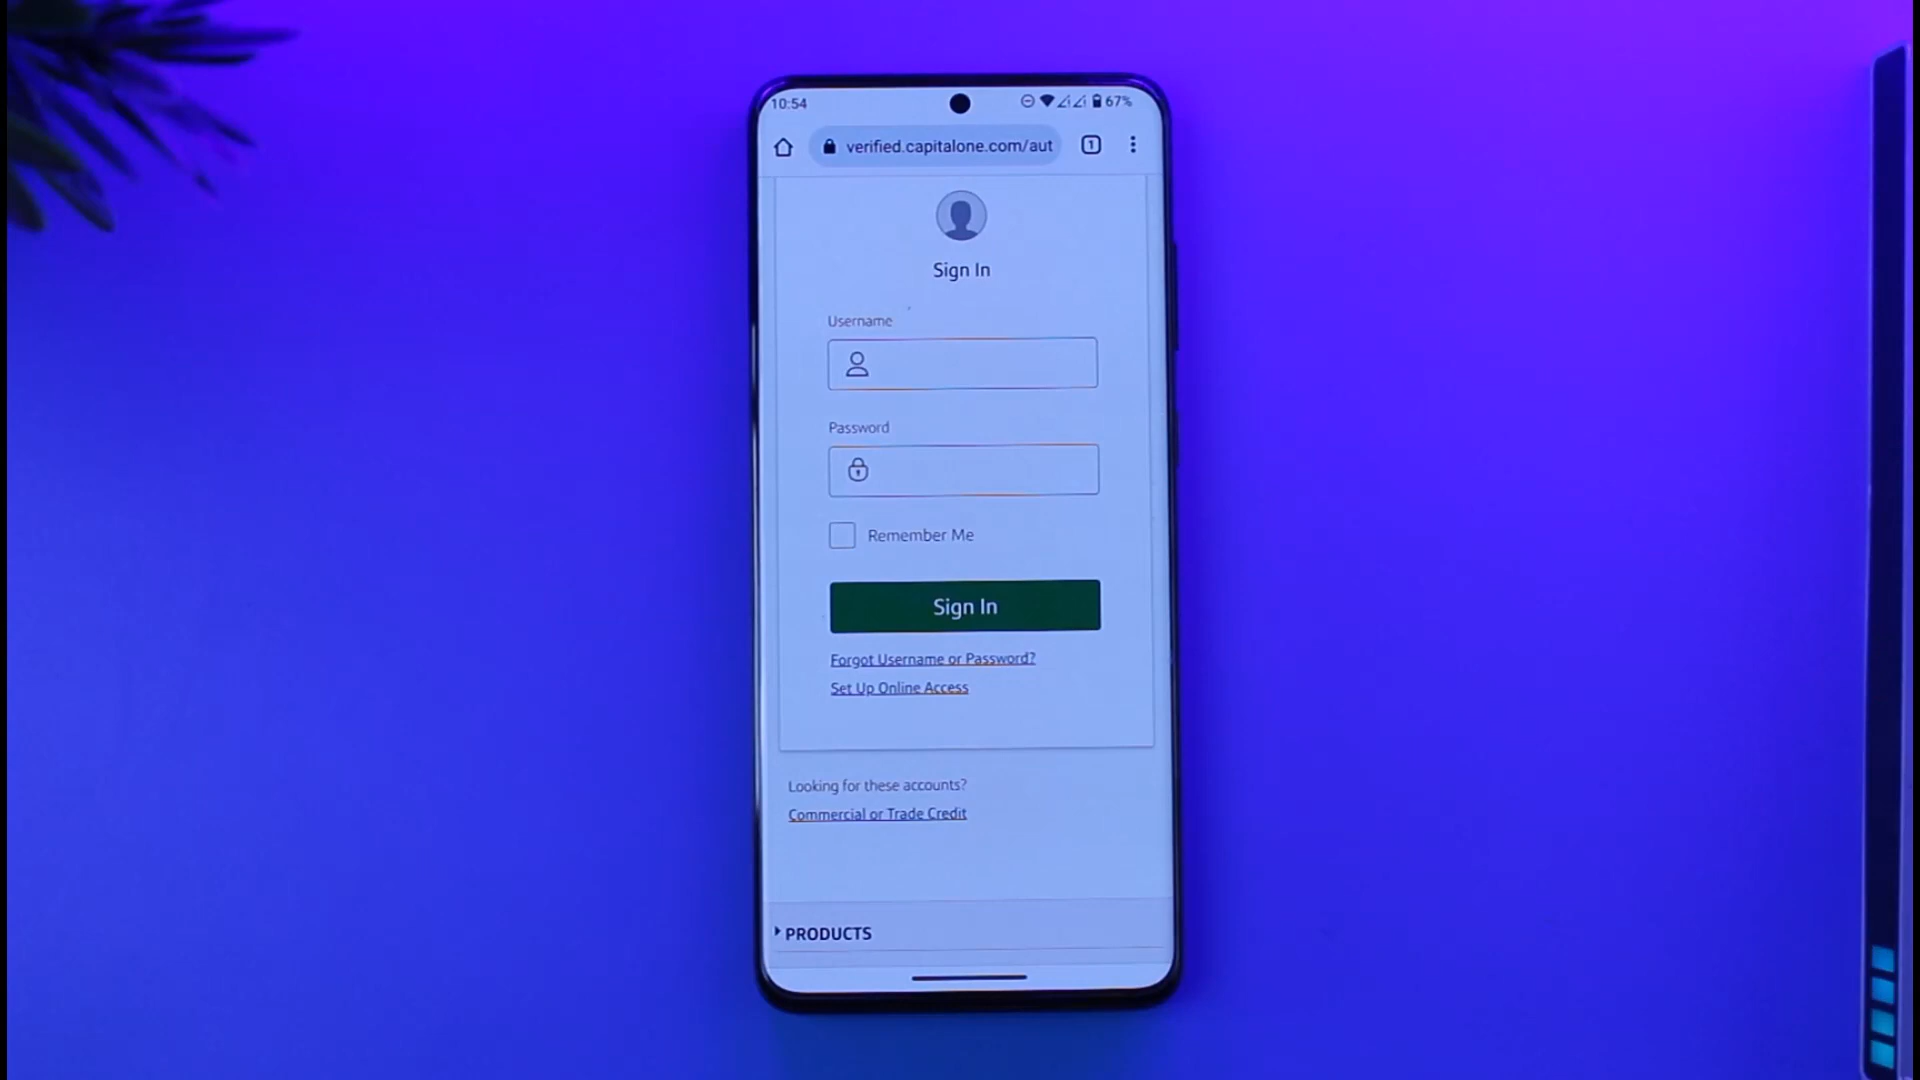 10:54
67%
verified.capitalone.com/aut
1
Sign In
Username
Password
Remember Me
Sign In
Forgot Username or Password?
Set Up Online Access
Looking for these accounts?
Commercial or Trade Credit
PRODUCTS